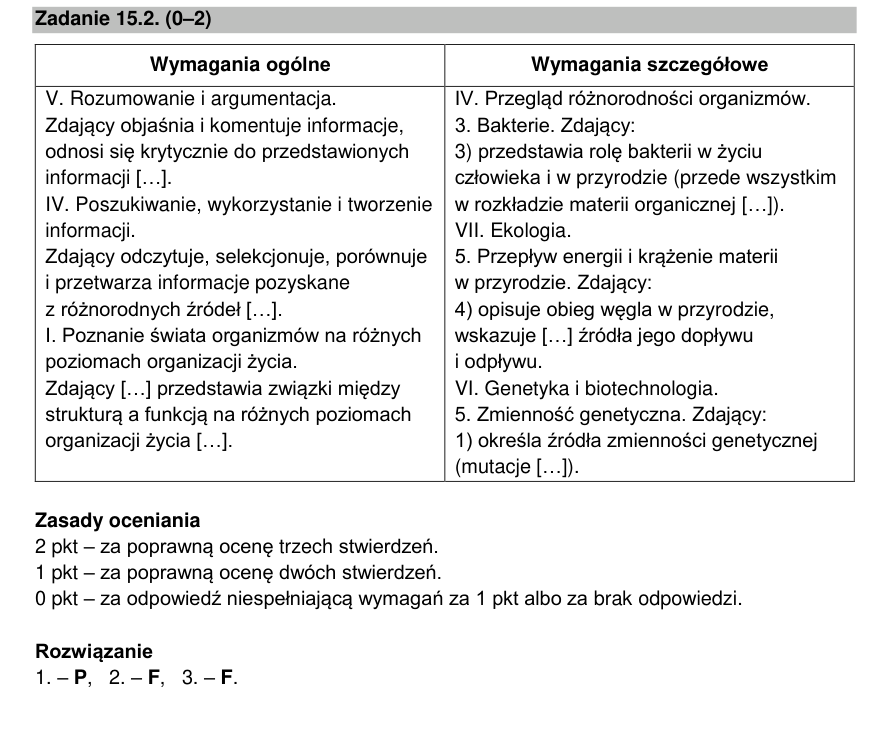 Zadanie 15.2. (0–2)
Wymagania ogólne
Wymagania szczegółowe
V. Rozumowanie i argumentacja.
Zdający objaśnia i komentuje informacje,
odnosi się krytycznie do przedstawionych
informacji […].
IV. Poszukiwanie, wykorzystanie i tworzenie
informacji.
Zdający odczytuje, selekcjonuje, porównuje
i przetwarza informacje pozyskane
z różnorodnych źródeł […].
I. Poznanie świata organizmów na różnych
poziomach organizacji życia.
Zdający […] przedstawia związki między
strukturą a funkcją na różnych poziomach
organizacji życia […].
IV. Przegląd różnorodności organizmów.
3. Bakterie. Zdający:
3) przedstawia rolę bakterii w życiu
człowieka i w przyrodzie (przede wszystkim
w rozkładzie materii organicznej […]).
VII. Ekologia.
5. Przepływ energii i krążenie materii
w przyrodzie. Zdający:
4) opisuje obieg węgla w przyrodzie,
wskazuje […] źródła jego dopływu
i odpływu.
VI. Genetyka i biotechnologia.
5. Zmienność genetyczna. Zdający:
1) określa źródła zmienności genetycznej
(mutacje […]).
Zasady oceniania
2 pkt – za poprawną ocenę trzech stwierdzeń.
1 pkt – za poprawną ocenę dwóch stwierdzeń.
0 pkt – za odpowiedź niespełniającą wymagań za 1 pkt albo za brak odpowiedzi.
Rozwiązanie
1. – P, 2. – F, 3. – F.